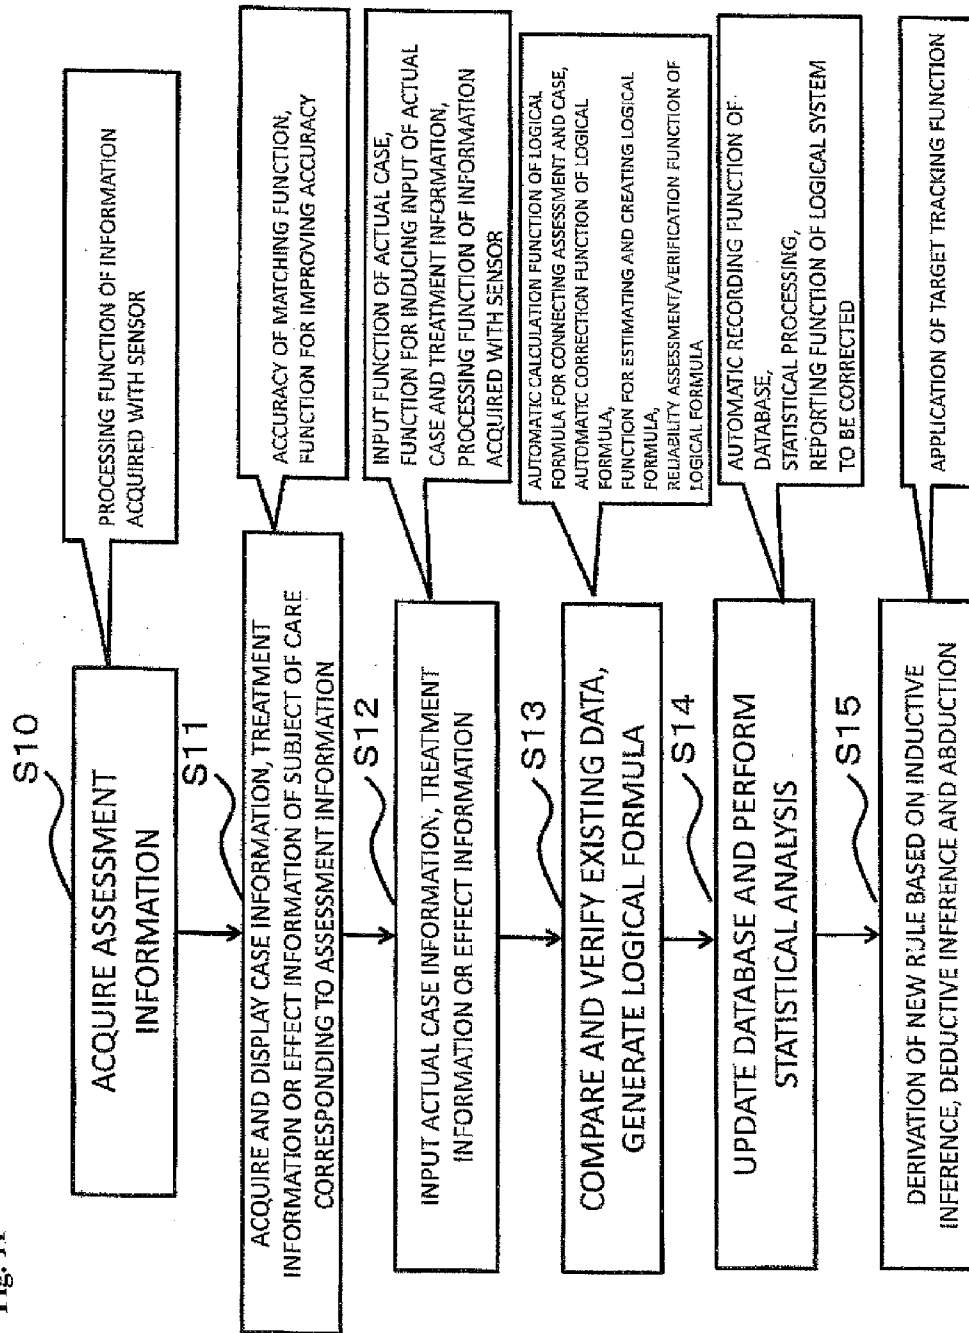 S10
ACQUIRE ASSESSMENT
INFORMATION
PROCESSING FUNCTION OF INFORMATION
ACQUIRED WITH SENSOR
S11
ACQUIRE AND DISPLAY CASE INFORMATION, TREATMENT
INFORMATION OR EFFECT INFORMATION OF SUBJECT OF CARE
CORRESPONDING TO ASSESSMENT INFORMATION
ACCURACY OF MATCHING FUNCTION,
FUNCTION FOR IMPROVING ACCURACY
S12
INPUT ACTUAL CASE INFORMATION, TREATMENT
INFORMATION OR EFFECT INFORMATION
INPUT FUNCTION OF ACTUAL CASE,
FUNCTION FOR INDUCING INPUT OF ACTUAL
CASE AND TREATMENT INFORMATION,
PROCESSING FUNCTION OF INFORMATION
ACQUIRED WITH SENSOR
S13
COMPARE AND VERIFY EXISTING DATA,
GENERATE LOGICAL FORMULA
AUTOMATIC CALCULATION FUNCTION OF LOGICAL
FORMULA FOR CONNECTING ASSESSMENT AND CASE,
AUTOMATIC CORRECTION FUNCTION OF LOGICAL
FORMULA,
FUNCTION FOR ESTIMATING AND CREATING LOGICAL
FORMULA,
RELIABILITY ASSESSMENT/VERIFICATION FUNCTION OF
LOGICAL FORMULA
S14
UPDATE DATABASE AND PERFORM
STATISTICAL ANALYSIS
AUTOMATIC RECORDING FUNCTION OF
DATABASE,
STATISTICAL PROCESSING,
REPORTING FUNCTION OF LOGICAL SYSTEM
TO BE CORRECTED
S15
DERIVATION OF NEW RULE BASED ON INDUCTIVE
INFERENCE, DEDUCTIVE INFERENCE AND ABDUCTION
APPLICATION OF TARGET TRACKING FUNCTION